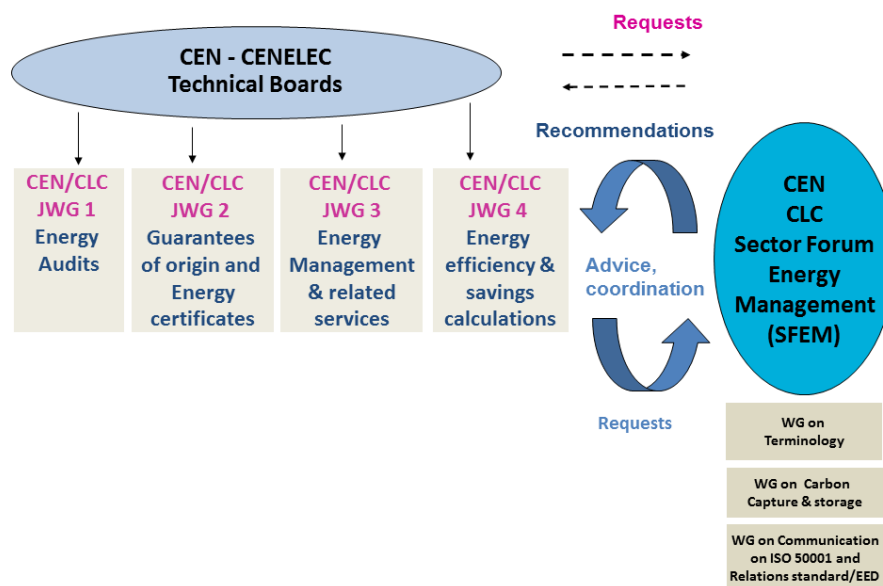 Requests
CEN - CENELEC
Technical Boards
Recommendations
CEN/CLC
JWG 1
Energy
Audits
CEN/CLC
JWG 2
Guarantees
of origin and
Energy
certificates
CEN/CLC
JWG 3
Energy
Management
& related
services
CEN/CLC
JWG 4
Energy
efficiency &
savings
calculations
Advice,
coordination
Requests
CEN
CLC
Sector Forum
Energy
Management
(SFEM)
WG on
Terminology
WG on Carbon
Capture & storage
WG on Communication
on ISO 50001 and
Relations standard/EED